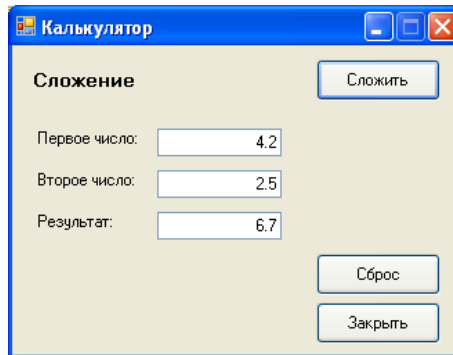 Калькулятор
Сложение
Сложить
Первое число: 4.2
Второе число: 2.5
Результат: 6.7
Сброс
Закрыть